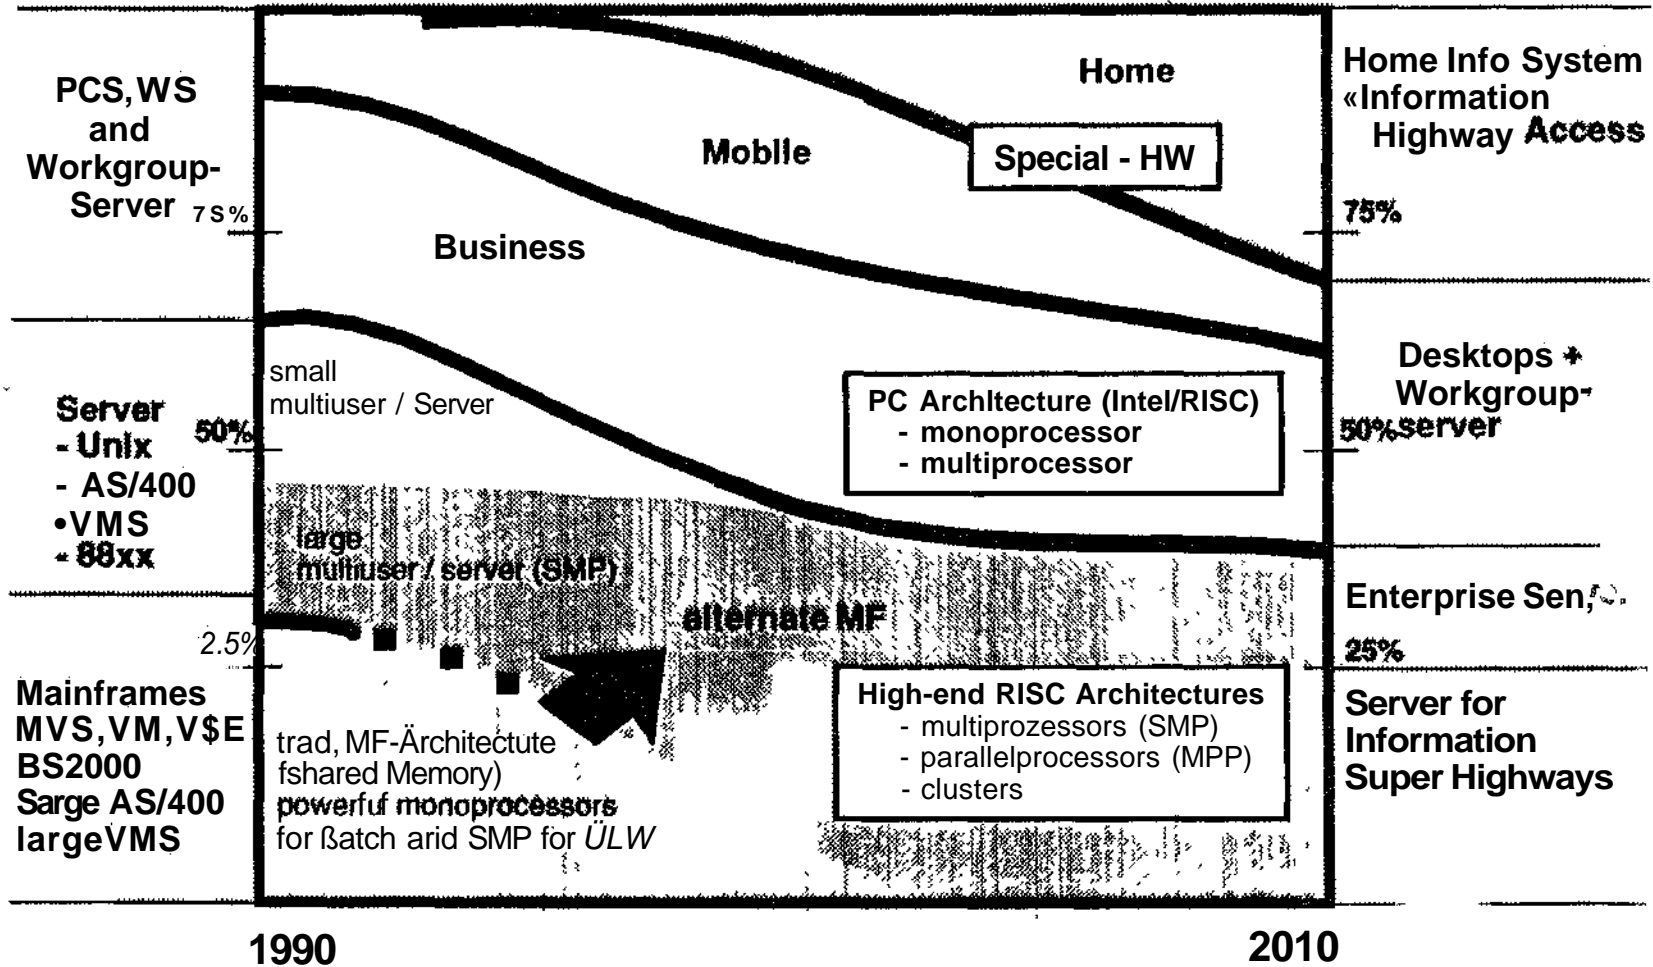 PCS,WS
and
Workgroup-
Server
7S%
Server
- Unix
50%
- AS/400
•VMS
- 88xx
2.5%
Mainframes
MVS,VM,V$E
BS2000
Sarge AS/400
largeVMS
Home
Mobile
Special - HW
Business
small
multiuser / Server
PC ArchItecture (Intel/RISC)
- monoprocessor
- multiprocessor
large
multiuser / server (SMP)
alternate MF
High-end RISC Architectures
- multiprozessors (SMP)
- parallelprocessors (MPP)
- clusters
trad, MF-Ärchitectute
fshared Memory)
powerful monoprocessors
for ßatch arid SMP for ÜLW
Home Info System
«Information
Highway Access
75%
Desktops +
Workgroup-
50% server
Enterprise
25%
Server for
Information
Super Highways
1990
2010